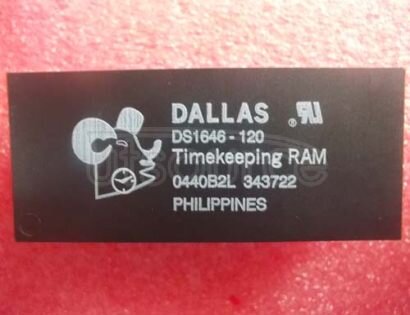 DALLAS ®
DS1646-120
Timekeeping RAM
0440B2L 343722
PHILIPPINES